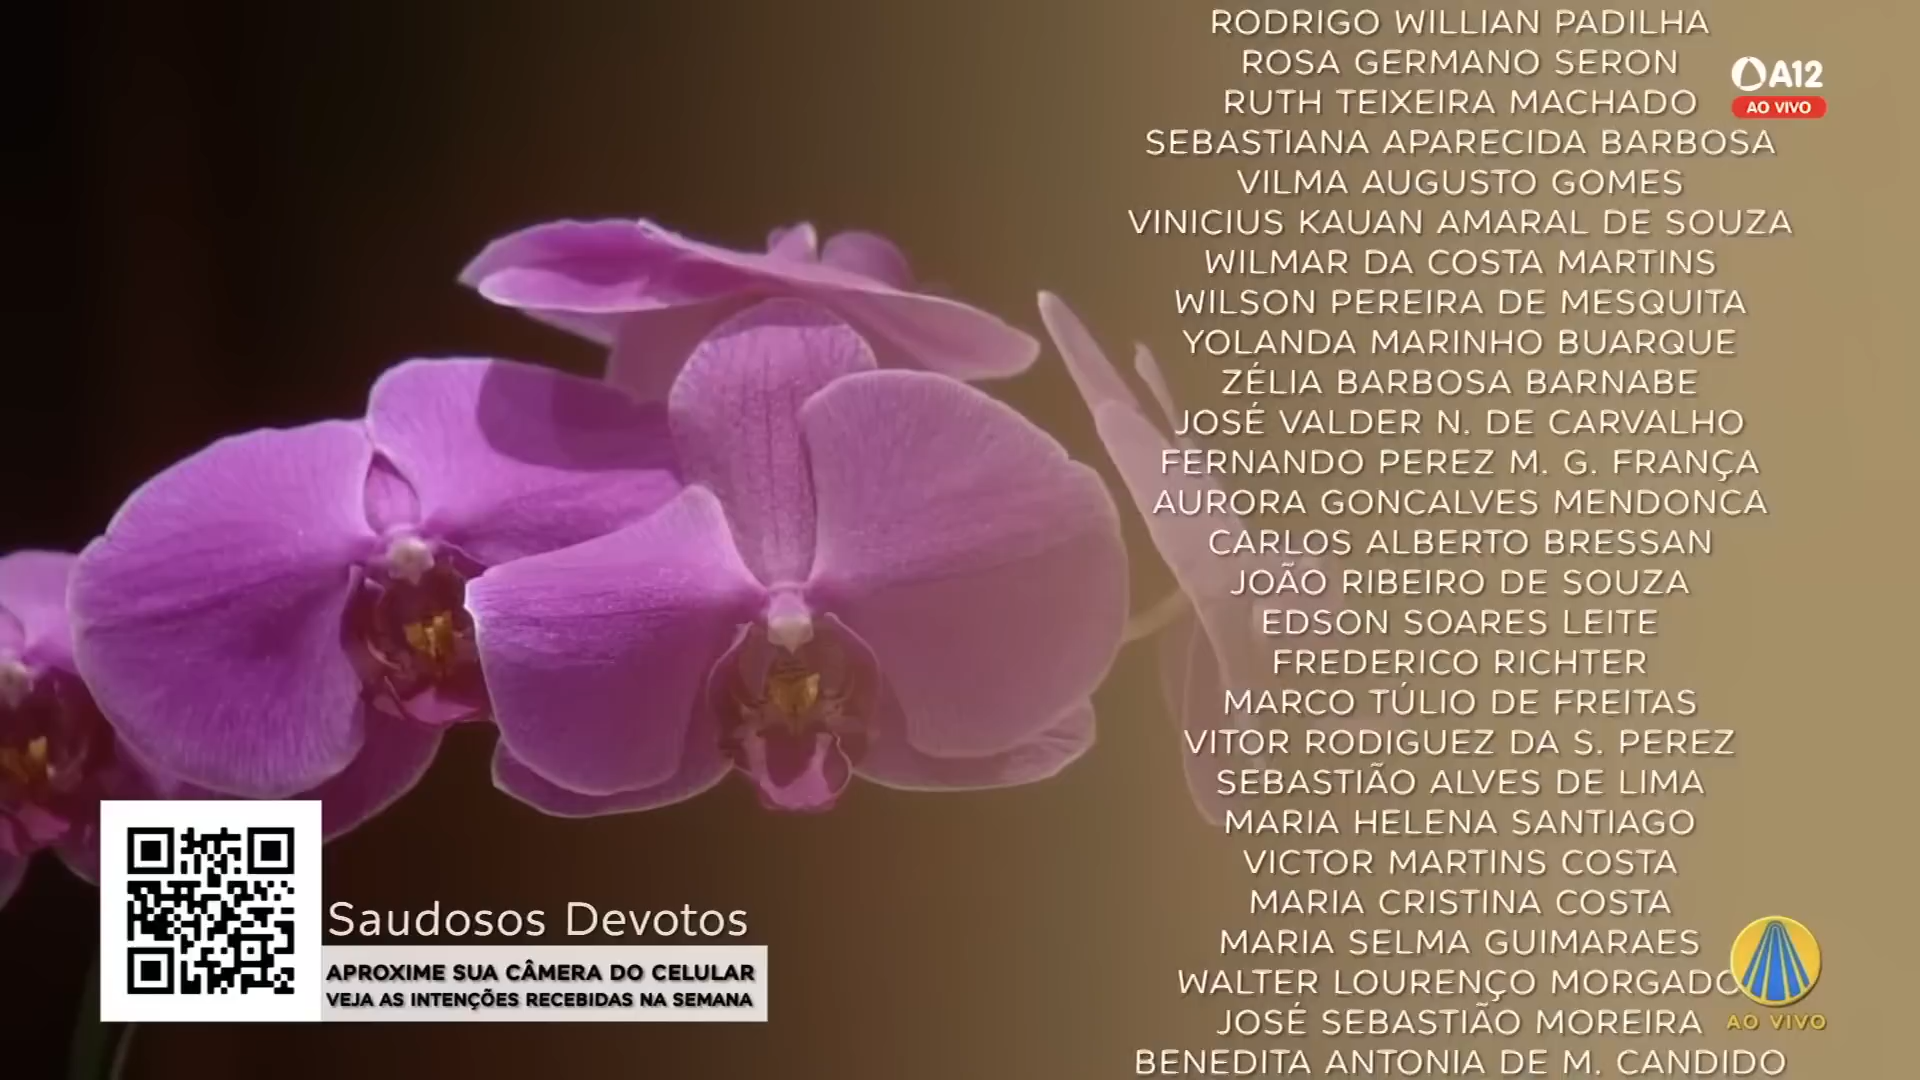 RODRIGO WILLIAN PADILHA
ROSA GERMANO SERON
RUTH TEIXEIRA MACHADO
SEBASTIANA APARECIDA BARBOSA
VILMA AUGUSTO GOMES
VINICIUS KAUAN AMARAL DE SOUZA
WILMAR DA COSTA MARTINS
WILSON PEREIRA DE MESQUITA
YOLANDA MARINHO BUARQUE
ZÉLIA BARBOSA BARNABE
JOSÉ VALDER N. DE CARVALHO
FERNANDO PEREZ M. G. FRANÇA
AURORA GONCALVES MENDONCA
CARLOS ALBERTO BRESSAN
JOÃO RIBEIRO DE SOUZA
EDSON SOARES LEITE
FREDERICO RICHTER
MARCO TÚLIO DE FREITAS
VITOR RODIGUEZ DA S. PEREZ
SEBASTIÃO ALVES DE LIMA
MARIA HELENA SANTIAGO
VICTOR MARTINS COSTA
MARIA CRISTINA COSTA
MARIA SELMA GUIMARAES
WALTER LOURENÇO MORGADO
JOSÉ SEBASTIÃO MOREIRA
BENEDITA ANTONIA DE M. CANDIDO
A12
AO VIVO
Saudosos Devotos
APROXIME SUA CÂMERA DO CELULAR
VEJA AS INTENÇÕES RECEBIDAS NA SEMANA
AO VIVO